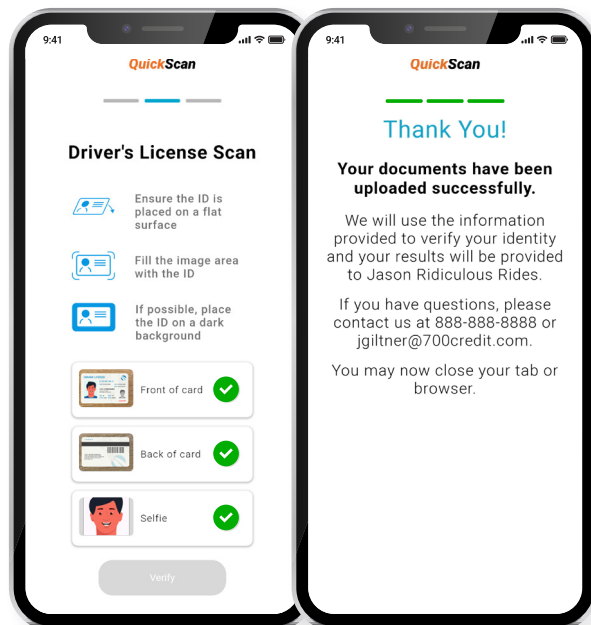 9:41
QuickScan
Driver's License Scan
Ensure the ID is
placed on a flat
surface
Fill the image area
with the ID
If possible, place
the ID on a dark
background
Front of card
Back of card
Selfie
Verify
9:41
QuickScan
Thank You!
Your documents have been
uploaded successfully.
We will use the information
provided to verify your identity
and your results will be provided
to Jason Ridiculous Rides.
If you have questions, please
contact us at 888-888-8888 or
jgiltner@700credit.com.
You may now close your tab or
browser.